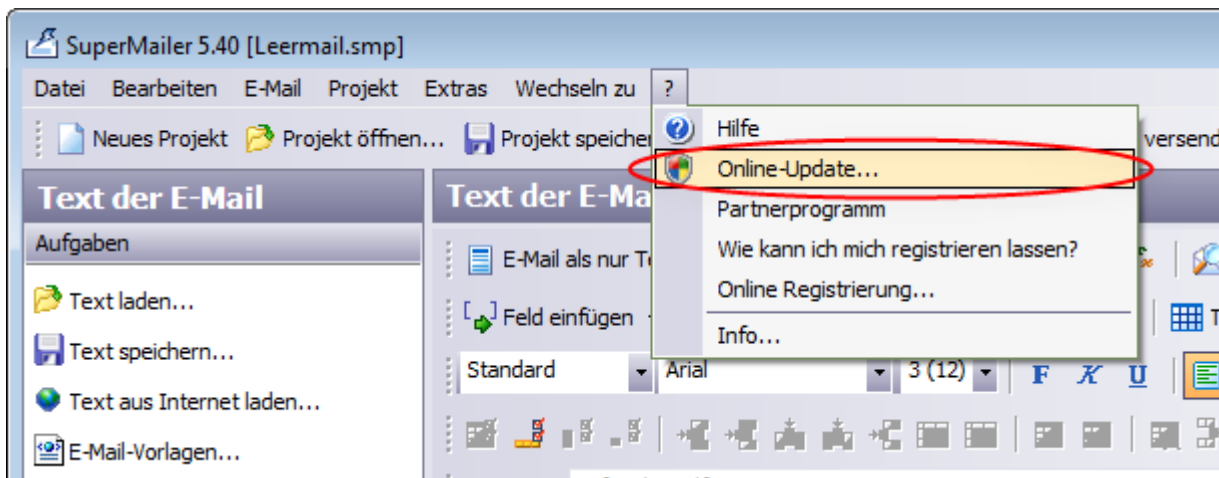 SuperMailer 5.40 [Leermail.smp]
Datei Bearbeiten E-Mail Projekt Extras Wechseln zu ?
Neues Projekt Projekt öffnen... Projekt speicher
Hilfe
Online-Update...
Partnerprogramm
Wie kann ich mich registrieren lassen?
Online Registrierung...
Info...
versend
Text der E-Mail
Aufgaben
Text laden...
Text speichern...
Text aus Internet laden...
E-Mail-Vorlagen...
Text der E-Ma
E-Mail als nur Te
Feld einfügen
T
Standard Arial 3 (12) F K U